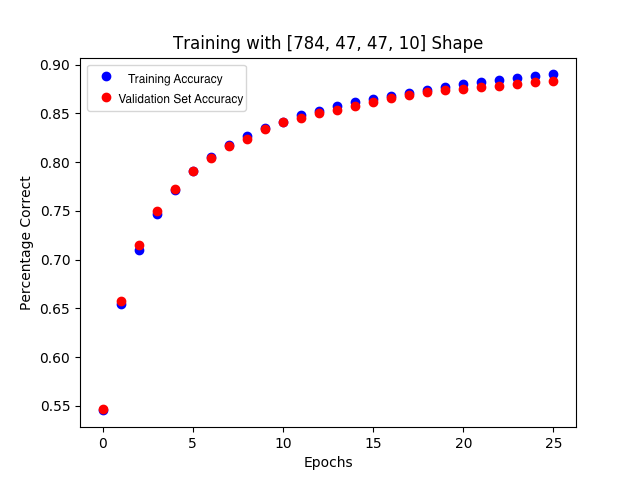 Training with [784, 47, 47, 10] Shape
Training Accuracy
Validation Set Accuracy
Percentage Correct
0.90
0.85
0.80
0.75
0.70
0.65
0.60
0.55
0 5 10 15 20 25
Epochs